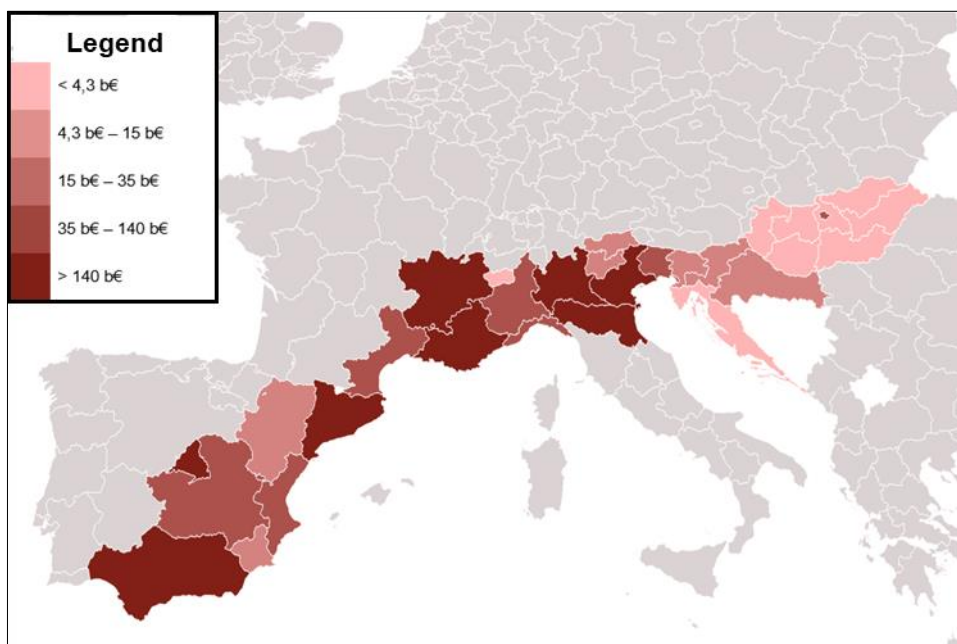 Legend
< 4,3 b€
4,3 b€ – 15 b€
15 b€ – 35 b€
35 b€ – 140 b€
> 140 b€